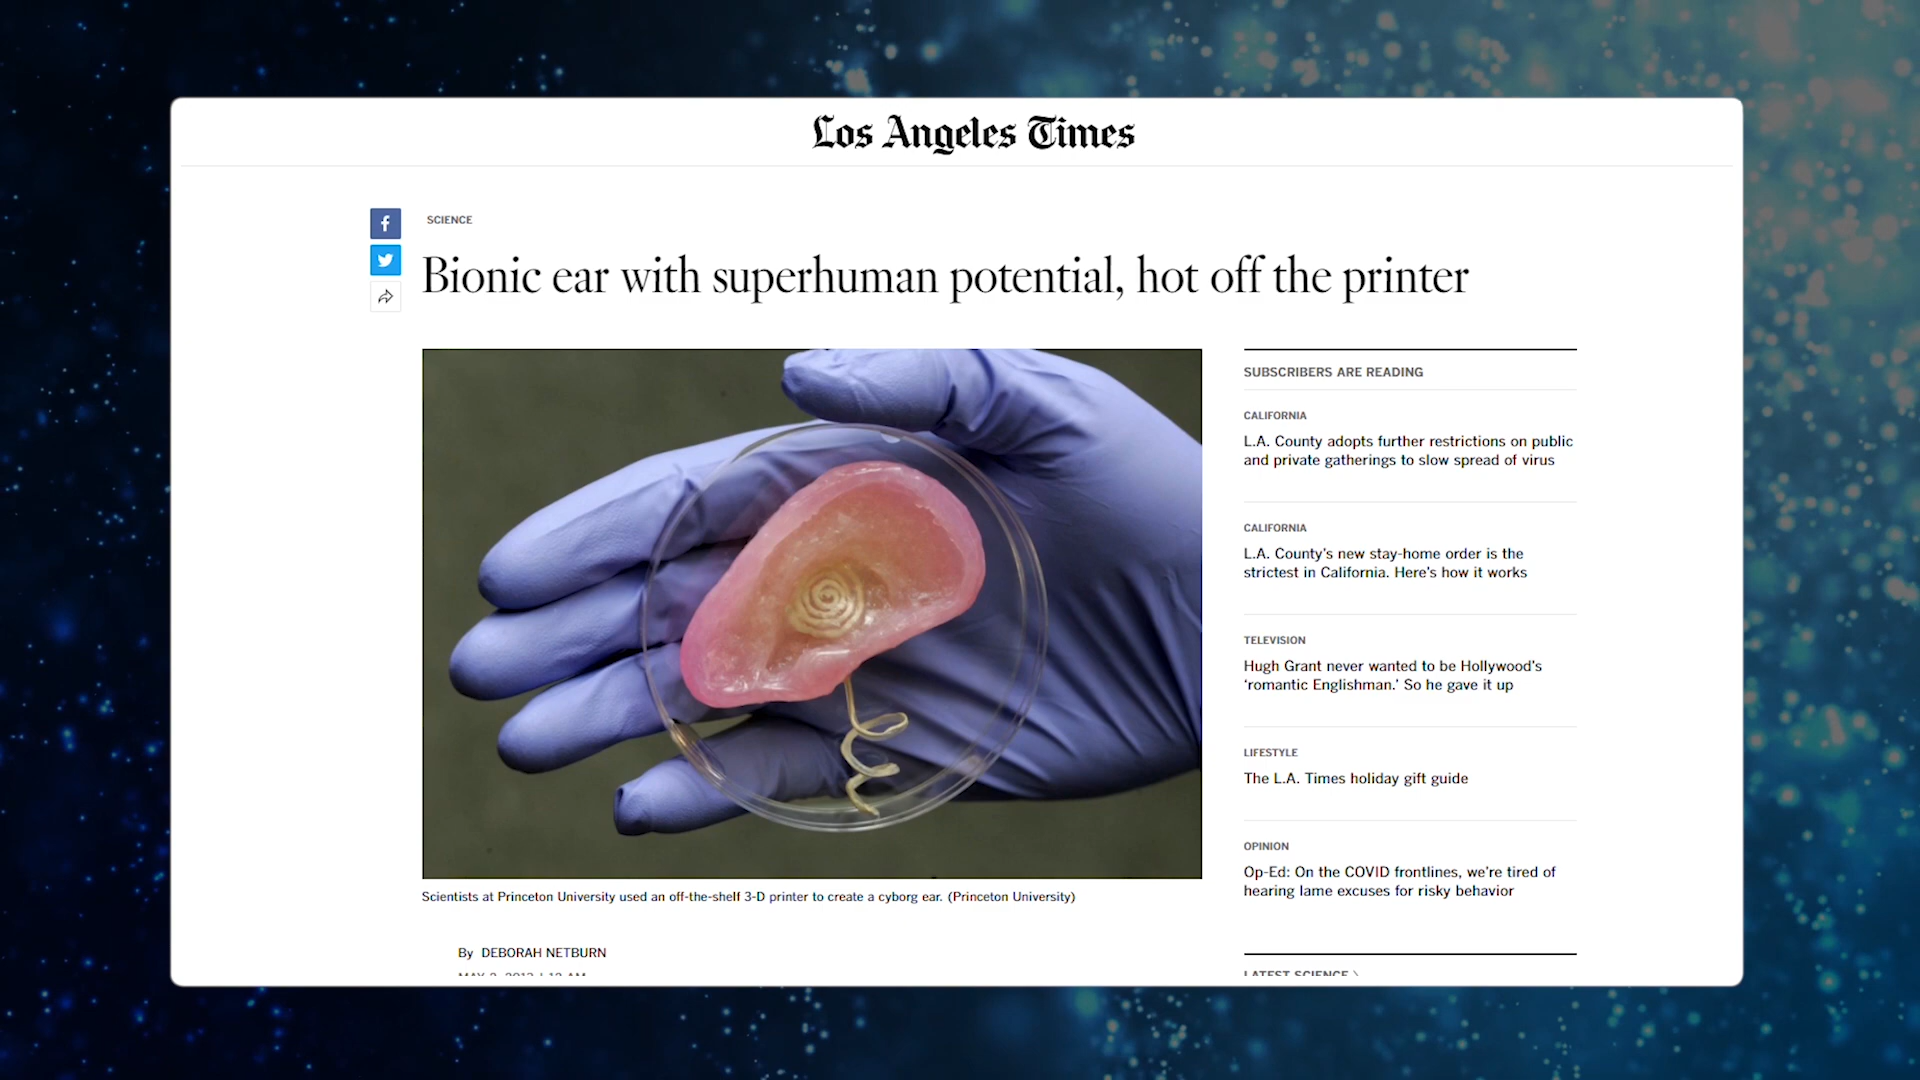 Los Angeles Times
SCIENCE
Bionic ear with superhuman potential, hot off the printer
Scientists at Princeton University used an off-the-shelf 3-D printer to create a cyborg ear. (Princeton University)
By DEBORAH NETBURN
SUBSCRIBERS ARE READING
CALIFORNIA
L.A. County adopts further restrictions on public
and private gatherings to slow spread of virus
CALIFORNIA
L.A. County’s new stay-home order is the
strictest in California. Here’s how it works
TELEVISION
Hugh Grant never wanted to be Hollywood’s
‘romantic Englishman.’ So he gave it up
LIFESTYLE
The L.A. Times holiday gift guide
OPINION
Op-Ed: On the COVID frontlines, we’re tired of
hearing lame excuses for risky behavior
LATEST SCIENCE